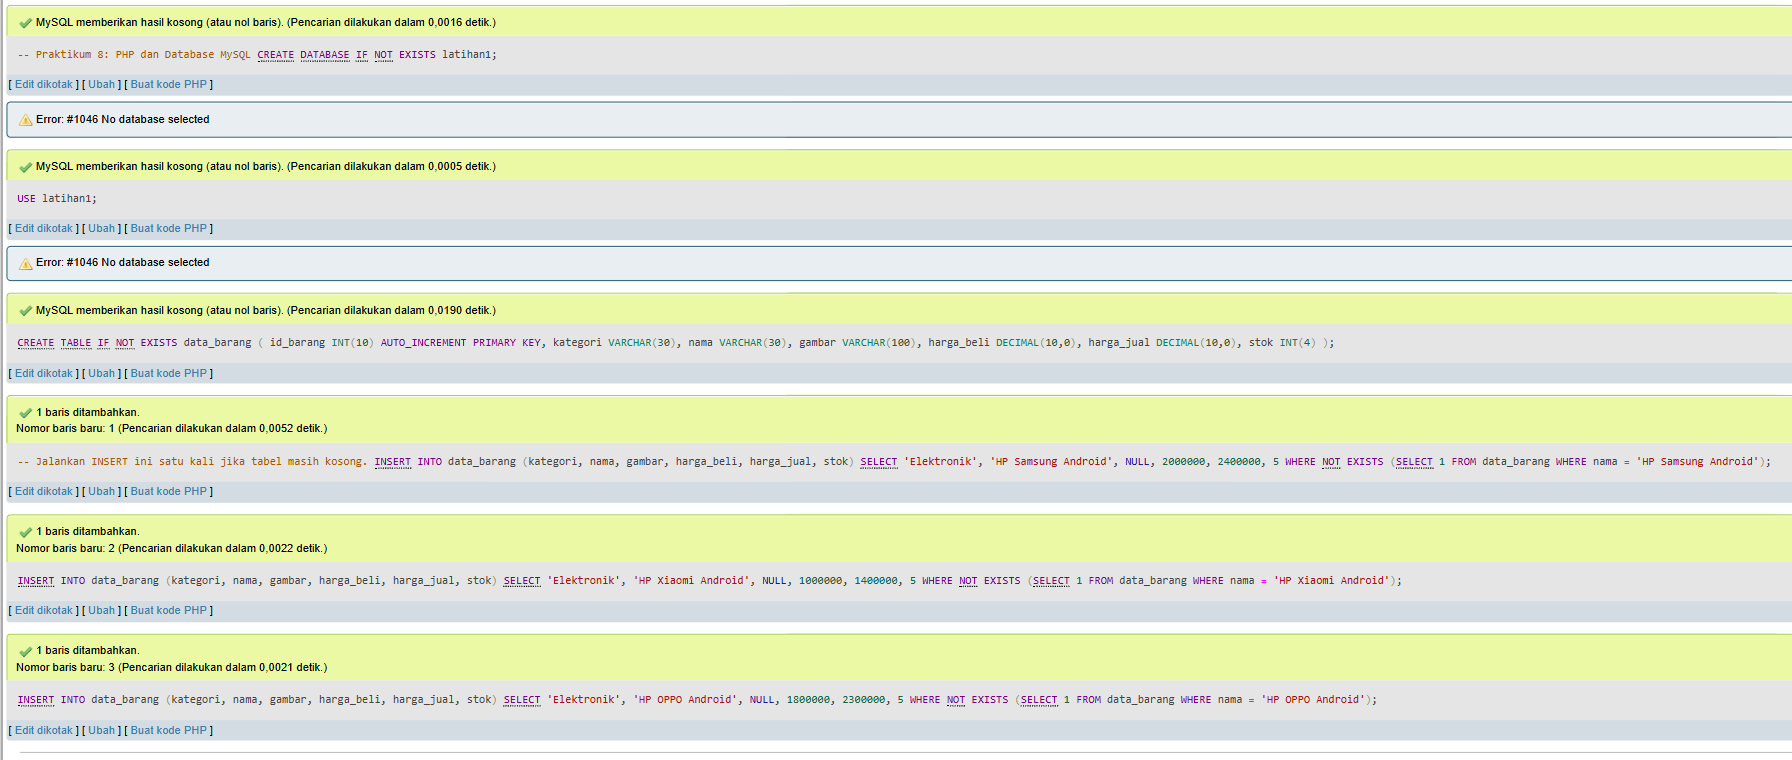 MySQL memberikan hasil kosong (atau nol baris). (Pencarian dilakukan dalam 0,0016 detik.)
-- Praktikum 8: PHP dan Database MySQL CREATE DATABASE IF NOT EXISTS latihan1;
[ Edit dikotak ] [ Ubah ] [ Buat kode PHP ]
Error: #1046 No database selected
MySQL memberikan hasil kosong (atau nol baris). (Pencarian dilakukan dalam 0,0005 detik.)
USE latihan1;
[ Edit dikotak ] [ Ubah ] [ Buat kode PHP ]
Error: #1046 No database selected
MySQL memberikan hasil kosong (atau nol baris). (Pencarian dilakukan dalam 0,0190 detik.)
CREATE TABLE IF NOT EXISTS data_barang ( id_barang INT(10) AUTO_INCREMENT PRIMARY KEY, kategori VARCHAR(30), nama VARCHAR(30), gambar VARCHAR(100), harga_beli DECIMAL(10,0), harga_jual DECIMAL(10,0), stok INT(4) );
[ Edit dikotak ] [ Ubah ] [ Buat kode PHP ]
1 baris ditambahkan.
Nomor baris baru: 1 (Pencarian dilakukan dalam 0,0052 detik.)
-- Jalankan INSERT ini satu kali jika tabel masih kosong. INSERT INTO data_barang (kategori, nama, gambar, harga_beli, harga_jual, stok) SELECT 'Elektronik', 'HP Samsung Android', NULL, 2000000, 2400000, 5 WHERE NOT EXISTS (SELECT 1 FROM data_barang WHERE nama = 'HP Samsung Android');
[ Edit dikotak ] [ Ubah ] [ Buat kode PHP ]
1 baris ditambahkan.
Nomor baris baru: 2 (Pencarian dilakukan dalam 0,0022 detik.)
INSERT INTO data_barang (kategori, nama, gambar, harga_beli, harga_jual, stok) SELECT 'Elektronik', 'HP Xiaomi Android', NULL, 1000000, 1400000, 5 WHERE NOT EXISTS (SELECT 1 FROM data_barang WHERE nama = 'HP Xiaomi Android');
[ Edit dikotak ] [ Ubah ] [ Buat kode PHP ]
1 baris ditambahkan.
Nomor baris baru: 3 (Pencarian dilakukan dalam 0,0021 detik.)
INSERT INTO data_barang (kategori, nama, gambar, harga_beli, harga_jual, stok) SELECT 'Elektronik', 'HP OPPO Android', NULL, 1800000, 2300000, 5 WHERE NOT EXISTS (SELECT 1 FROM data_barang WHERE nama = 'HP OPPO Android');
[ Edit dikotak ] [ Ubah ] [ Buat kode PHP ]